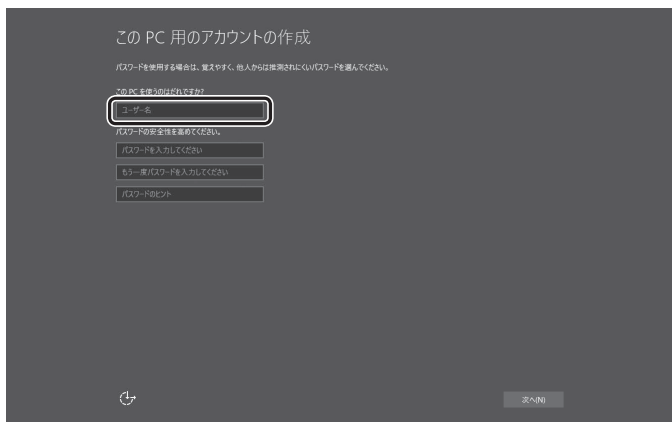 この PC 用のアカウントの作成
パスワードを使用する場合は、覚えやすく、他人からは推測されにくいパスワードを選んでください。
この PC を使うのはだれですか?
ユーザー名
パスワードの安全性を高めてください。
パスワードを入力してください
もう一度パスワードを入力してください
パスワードのヒント
次へ(N)